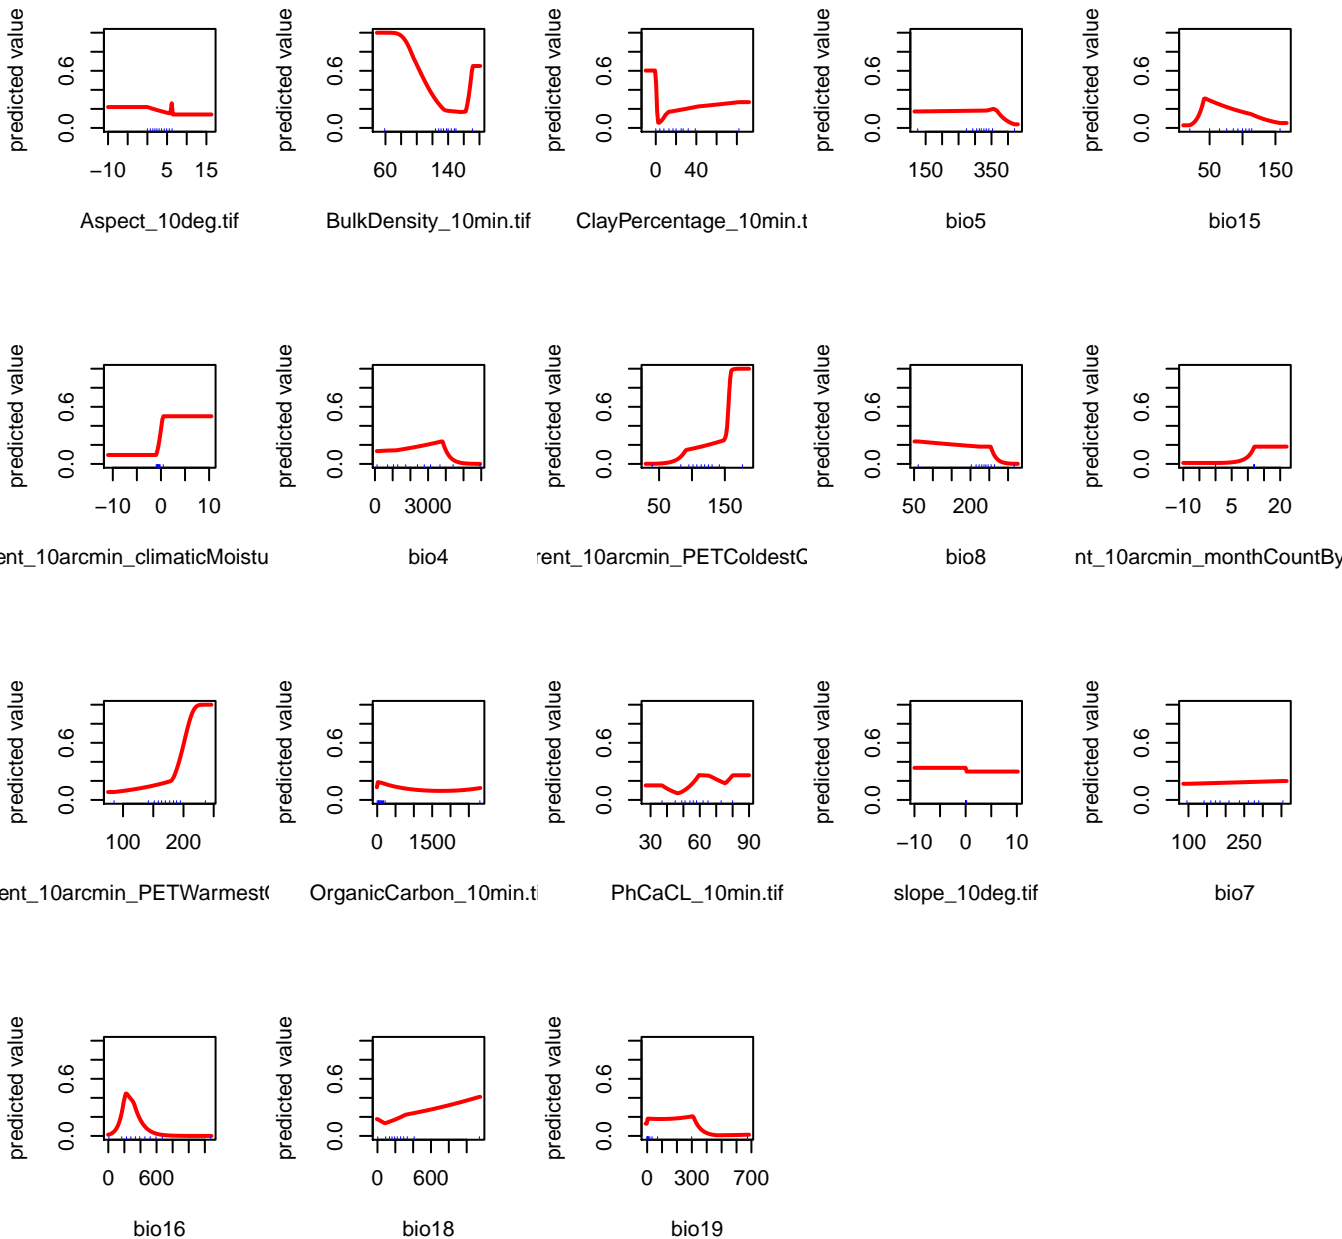 predicted value predicted value predicted value predicted value predicted value
0.0 0.6 0.0 0.6 0.0 0.6 0.0 0.6 0.0 0.6
−10 5 15 60 140 0 40 150 350 50 150
Aspect_10deg.tif BulkDensity_10min.tif ClayPercentage_10min.t bio5 bio15
predicted value predicted value predicted value predicted value predicted value
0.0 0.6 0.0 0.6 0.0 0.6 0.0 0.6 0.0 0.6
−10 0 10 0 3000 50 150 50 200 −10 5 20
ent_10arcmin_climaticMoistu bio4 rent_10arcmin_PETColdestQ bio8 nt_10arcmin_monthCountBy
predicted value predicted value predicted value predicted value predicted value
0.0 0.6 0.0 0.6 0.0 0.6 0.0 0.6 0.0 0.6
100 200 0 1500 30 60 90 −10 0 10 100 250
ent_10arcmin_PETWarmestQ OrganicCarbon_10min.ti PhCaCL_10min.tif slope_10deg.tif bio7
predicted value predicted value predicted value
0.0 0.6 0.0 0.6 0.0 0.6
0 600 0 600 0 300 700
bio16 bio18 bio19